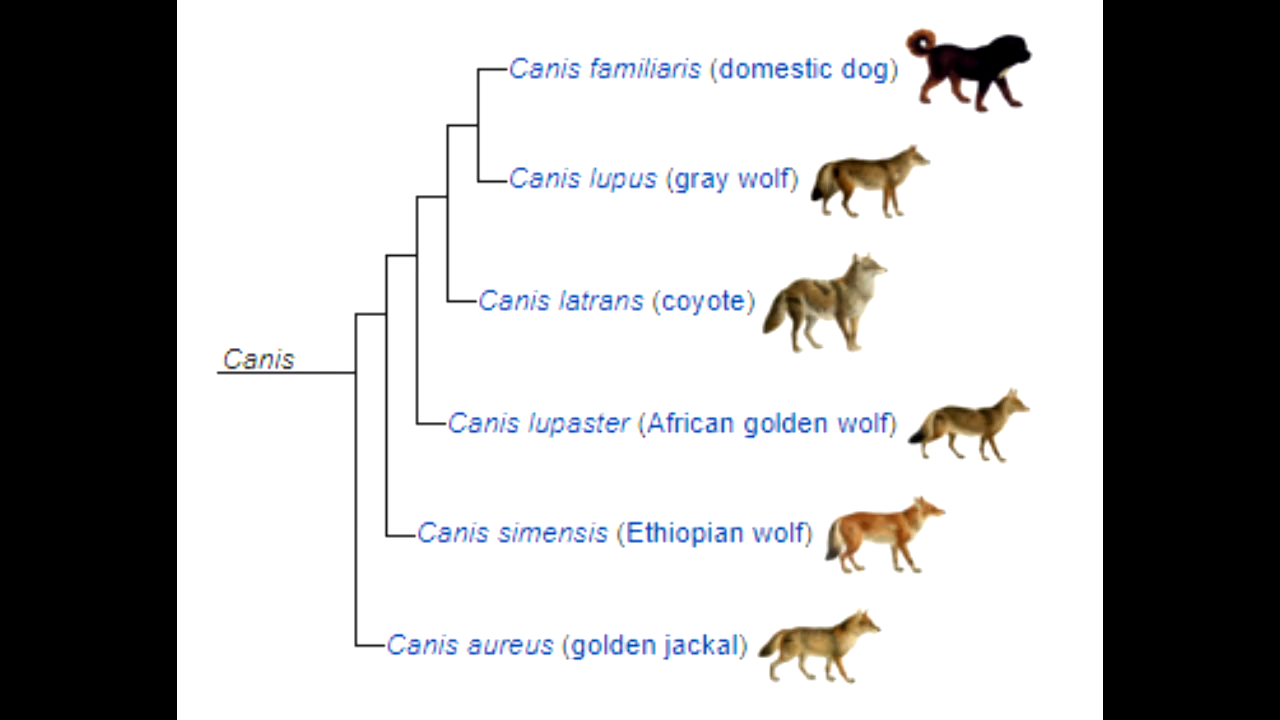 Canis familiaris (domestic dog)
Canis lupus (gray wolf)
Canis latrans (coyote)
Canis
Canis lupaster (African golden wolf)
Canis simensis (Ethiopian wolf)
Canis aureus (golden jackal)